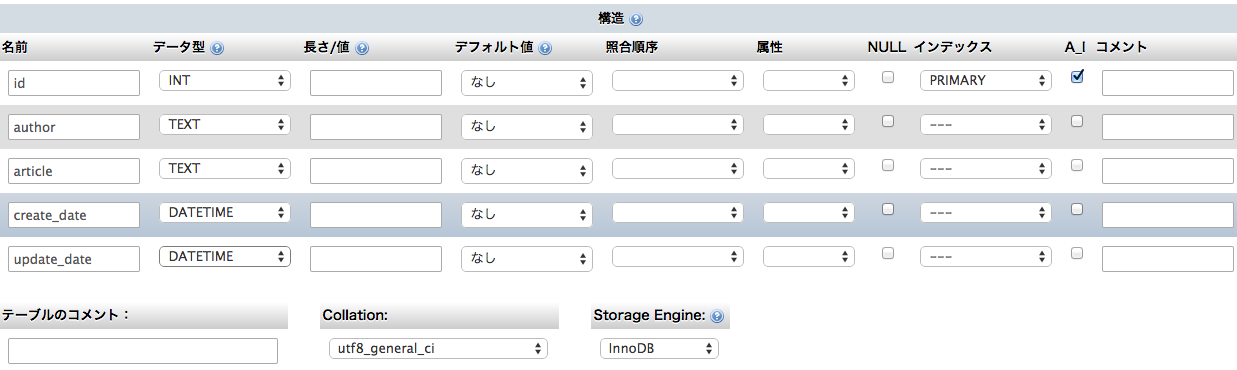 構造
名前 データ型 長さ/値 デフォルト値 照合順序 属性 NULL インデックス A_I コメント
id INT なし PRIMARY
author TEXT なし ---
article TEXT なし ---
create_date DATETIME なし ---
update_date DATETIME なし ---
テーブルのコメント： Collation: Storage Engine:
utf8_general_ci InnoDB